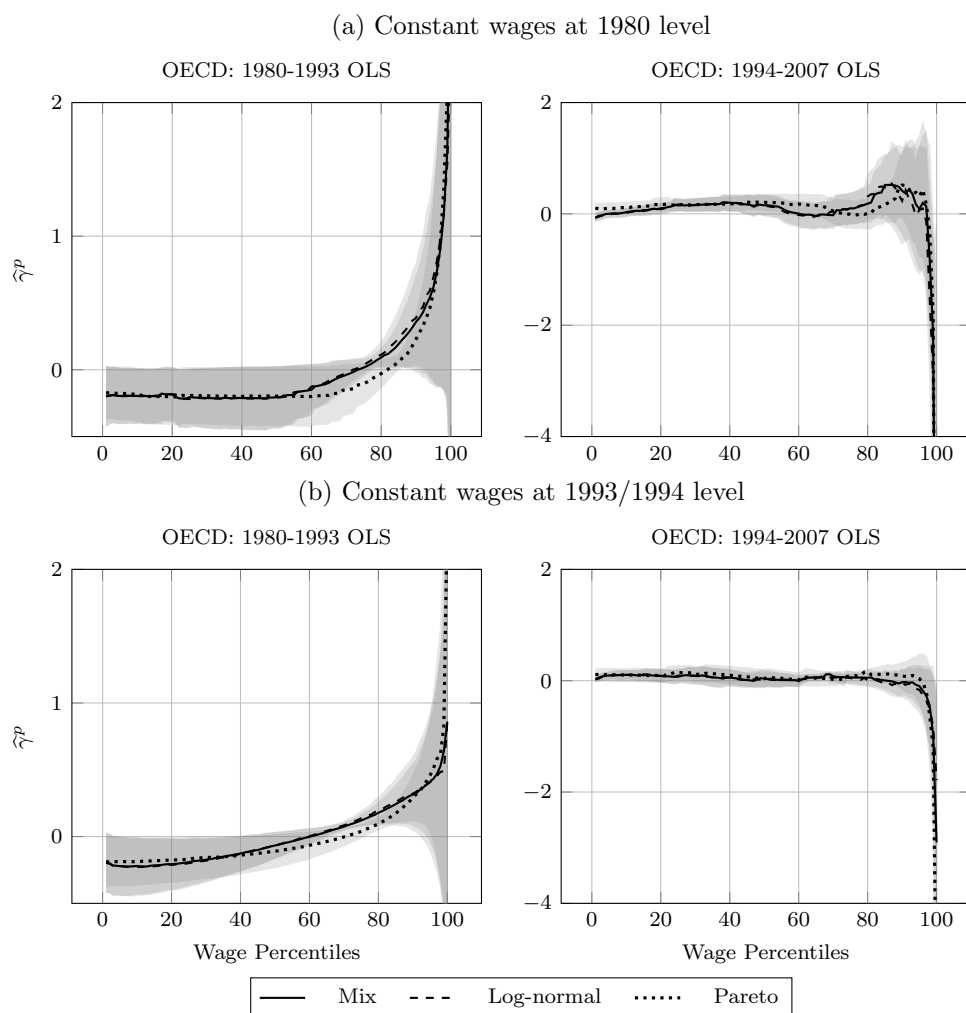 (a) Constant wages at 1980 level
OECD: 1980-1993 OLS
OECD: 1994-2007 OLS
2
1
0
γ̂ᵖ
0 20 40 60 80 100
2
0
−2
−4
0 20 40 60 80 100
(b) Constant wages at 1993/1994 level
OECD: 1980-1993 OLS
OECD: 1994-2007 OLS
2
1
0
γ̂ᵖ
0 20 40 60 80 100
Wage Percentiles
2
0
−2
−4
0 20 40 60 80 100
Wage Percentiles
Mix Log-normal Pareto